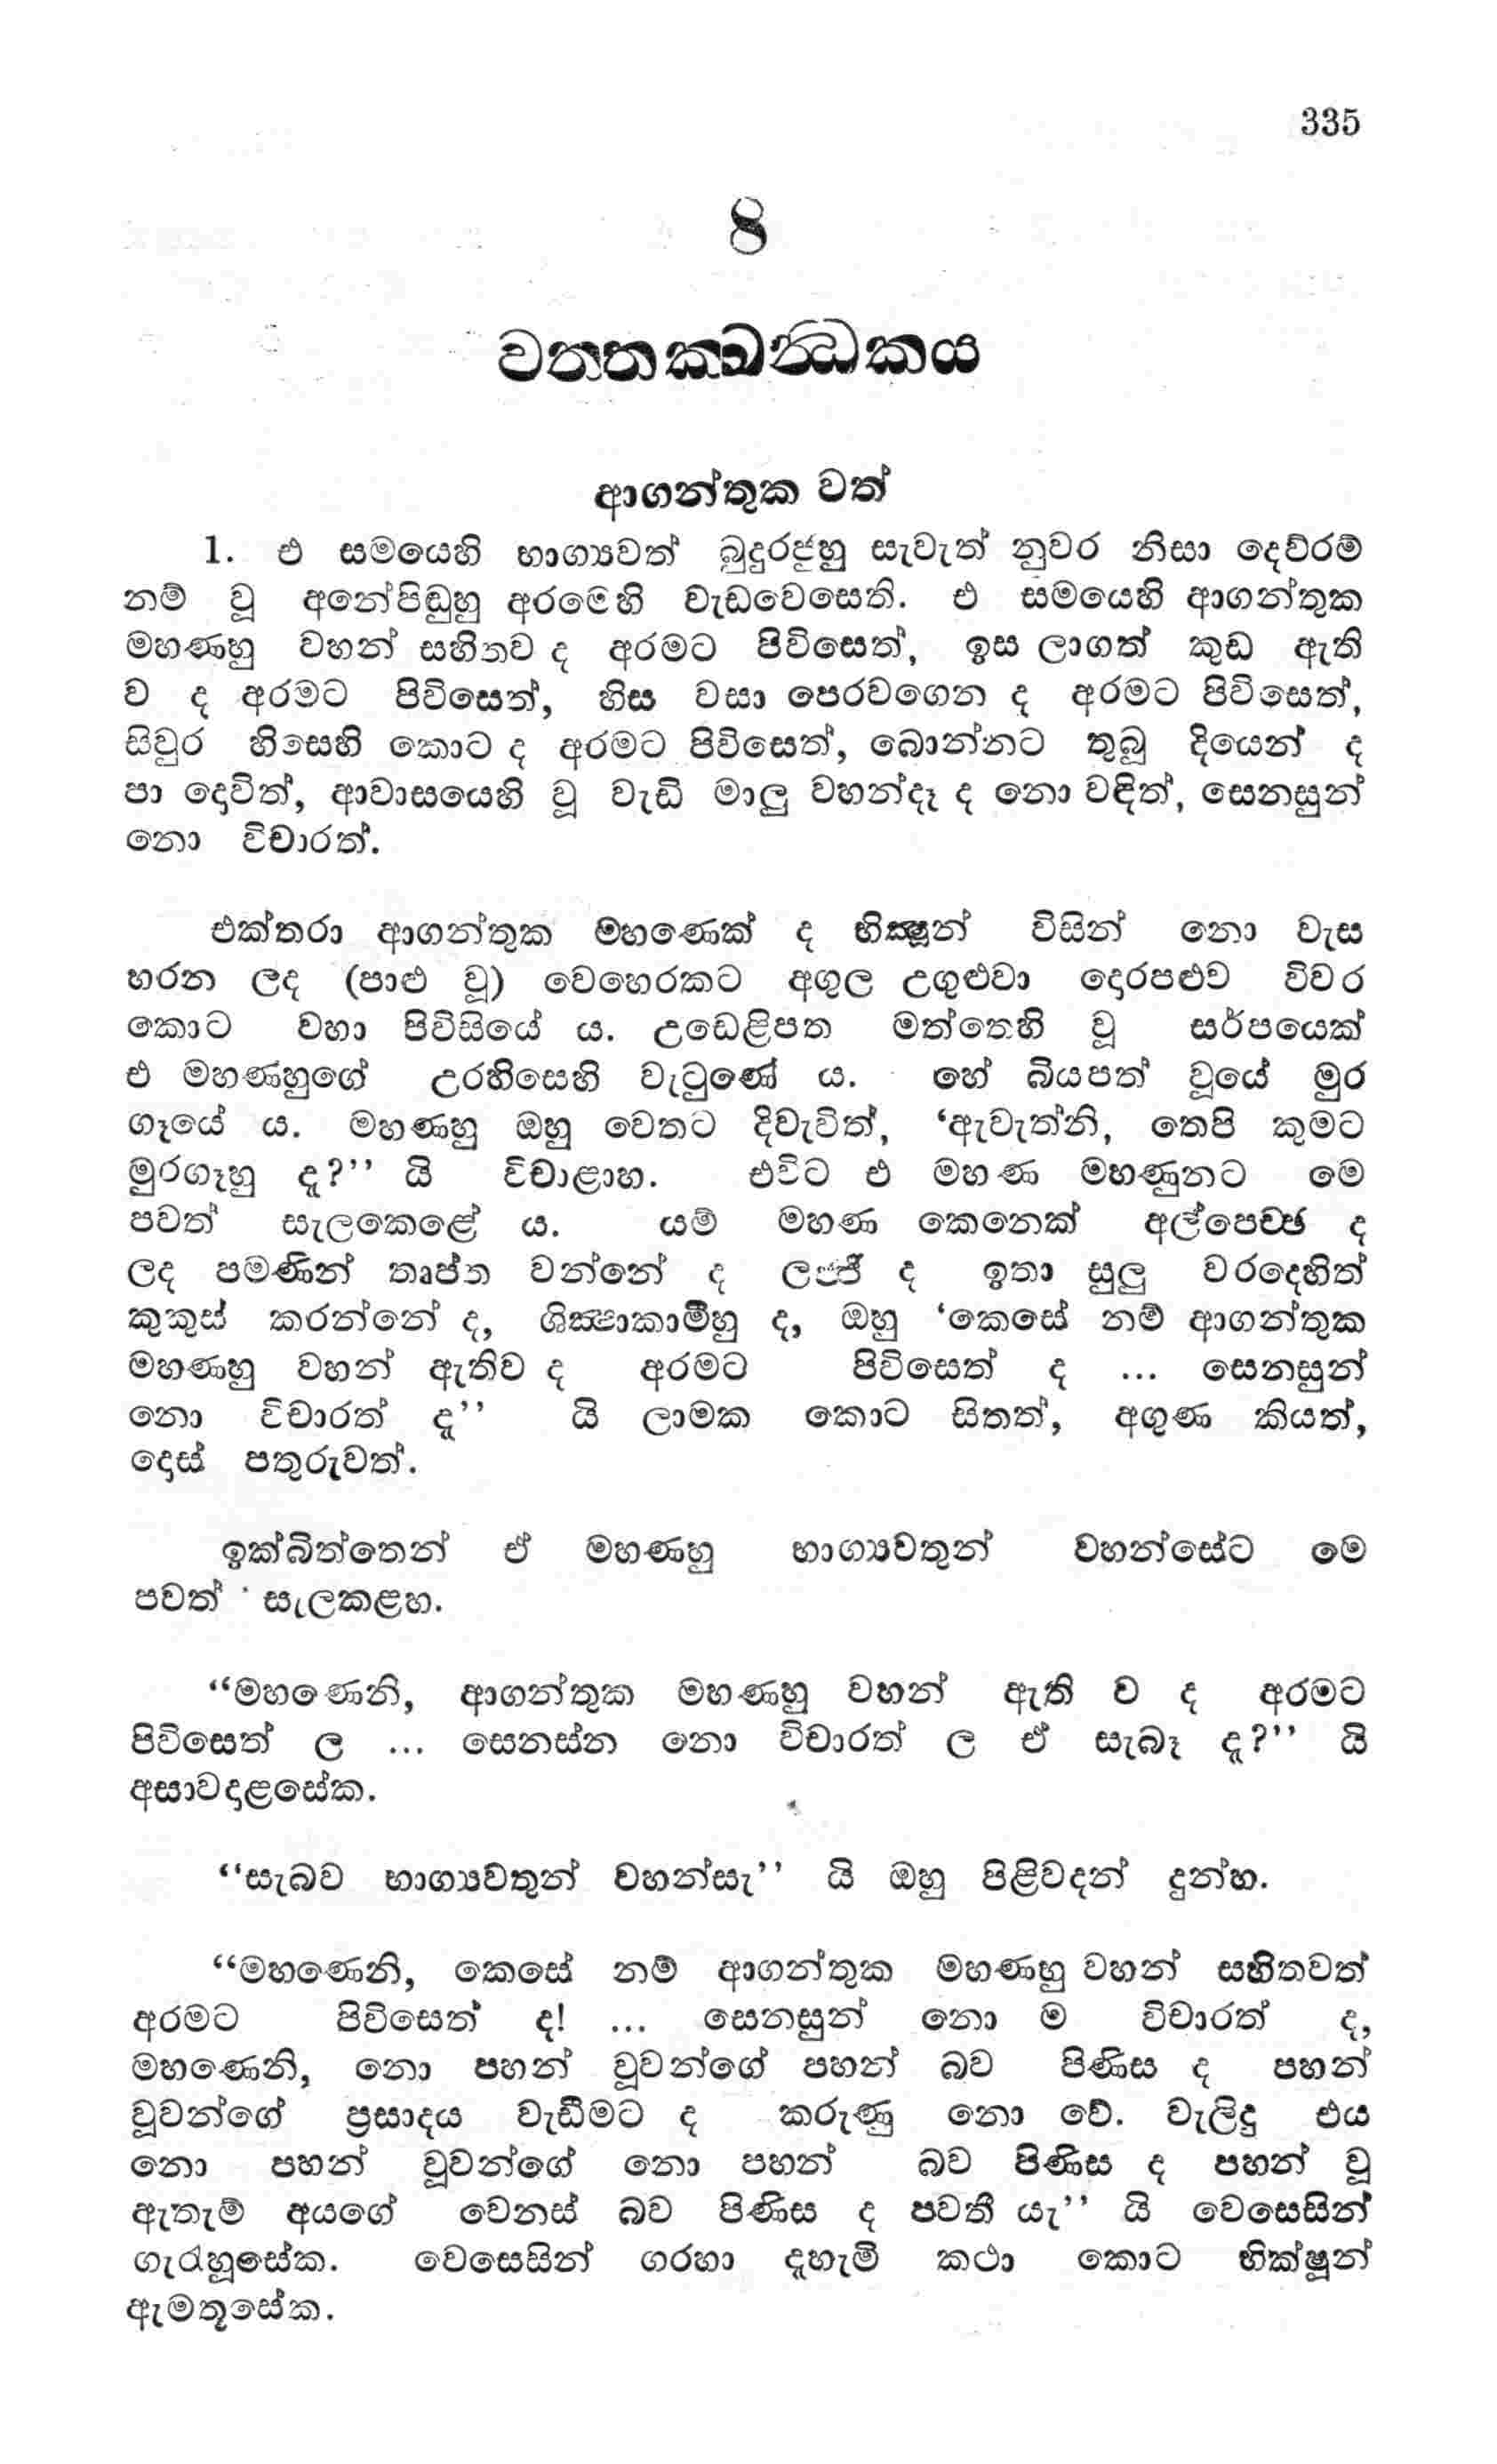 335
8
වත්තක්ඛන්ධකය
ආගන්තුක වත්
1. එ සමයෙහි භාග්‍යවත් බුදුරජුහු සැවැත් නුවර නිසා දෙව්රම්
නම් වූ අනේපිඬුහු අරමෙහි වැඩවෙසෙති. එ සමයෙහි ආගන්තුක
මහණහු වහන් සහිතව ද අරමට පිවිසෙත්, ඉස ලාගත් කුඩ ඇති
ව ද අරමට පිවිසෙත්, හිස වසා පෙරවගෙන ද අරමට පිවිසෙත්,
සිවුර හිසෙහි කොට ද අරමට පිවිසෙත්, බොන්නට තුබූ දියෙන් ද
පා දොවිත්, ආවාසයෙහි වූ වැඩි මාලු වහන්දෑ ද නො වඳිත්, සෙනසුන්
නො විචාරත්.
එක්තරා ආගන්තුක මහණෙක් ද භික්‍ෂූන් විසින් නො වැස
හරන ලද (පාළු වූ) වෙහෙරකට අගුල උගුළුවා දොරපළුව විවර
කොට වහා පිවිසියේ ය. උඩෙළිපත මත්තෙහි වූ සර්පයෙක්
එ මහණහුගේ උරහිසෙහි වැටුණේ ය. හේ බියපත් වූයේ මුර
ගෑයේ ය. මහණහු ඔහු වෙතට දිවැවිත්, ‘ඇවැත්නි, තෙපි කුමට
මුරගෑහු ද?’’ යි විචාළාහ. එවිට එ මහණ මහණුනට මෙ
පවත් සැලකෙළේ ය. යම් මහණ කෙනෙක් අල්පෙච්ඡ ද
ලද පමණින් තෘප්ත වන්නේ ද ලජ්ජී ද ඉතා සුලු වරදෙහිත්
කුකුස් කරන්නේ ද, ශික්‍ෂාකාමීහු ද, ඔහු ‘කෙසේ නම් ආගන්තුක
මහණහු වහන් ඇතිව ද අරමට පිවිසෙත් ද ... සෙනසුන්
නො විචාරත් ද’’ යි ලාමක කොට සිතත්, අගුණ කියත්,
දොස් පතුරුවත්.
ඉක්බිත්තෙන් ඒ මහණහු භාග්‍යවතුන් වහන්සේට මෙ
පවත් සැලකළහ.
“මහණෙනි, ආගන්තුක මහණහු වහන් ඇති ව ද අරමට
පිවිසෙත් ල ... සෙනස්න නො විචාරත් ල ඒ සැබෑ ද?’’ යි
අසාවදාළසේක.
‘‘සැබව භාග්‍යවතුන් වහන්සැ’’ යි ඔහු පිළිවදන් දුන්හ.
“මහණෙනි, කෙසේ නම් ආගන්තුක මහණහු වහන් සහිතවත්
අරමට පිවිසෙත් ද! ... සෙනසුන් නො ම විචාරත් ද,
මහණෙනි, නො පහන් වූවන්ගේ පහන් බව පිණිස ද පහන්
වූවන්ගේ ප්‍රසාදය වැඩීමට ද කරුණු නො වේ. වැලිදු එය
නො පහන් වූවන්ගේ නො පහන් බව පිණිස ද පහන් වූ
ඇතැම් අයගේ වෙනස් බව පිණිස ද පවතී යැ’’ යි වෙසෙසින්
ගැරහූසේක. වෙසෙසින් ගරහා දැහැමි කථා කොට භික්ෂූන්
ඇමතූසේක.